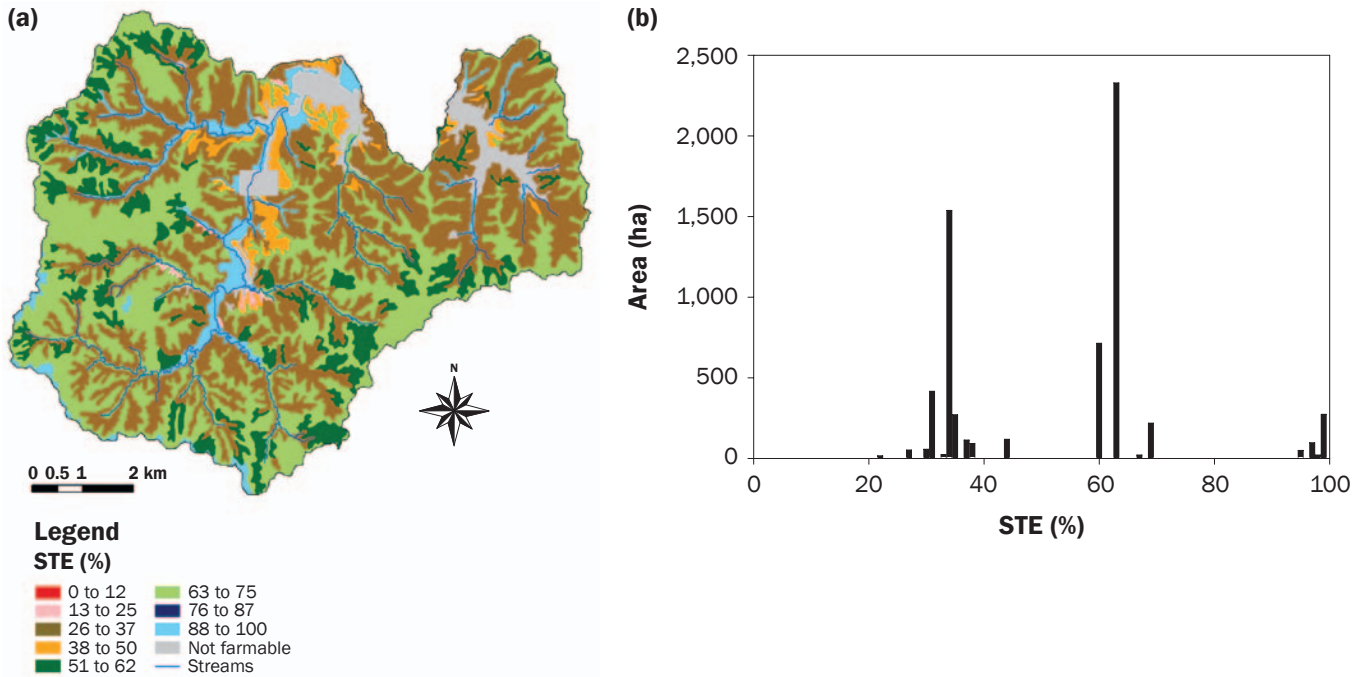 (a)
N
0 0.5 1 2 km
Legend
STE (%)
0 to 12
13 to 25
26 to 37
38 to 50
51 to 62
63 to 75
76 to 87
88 to 100
Not farmable
Streams
(b)
Area (ha)
2,500
2,000
1,500
1,000
500
0
0 20 40 60 80 100
STE (%)